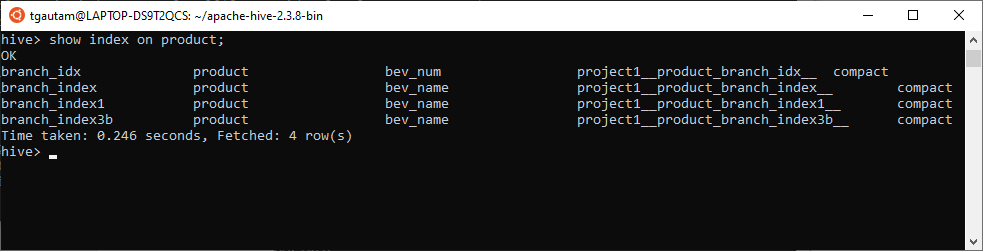 tgautam@LAPTOP-DS9T2QCS: ~/apache-hive-2.3.8-bin
hive> show index on product;
OK
branch_idx product bev_num project1__product_branch_idx__ compact
branch_index product bev_name project1__product_branch_index__ compact
branch_index1 product bev_name project1__product_branch_index1__ compact
branch_index3b product bev_name project1__product_branch_index3b__ compact
Time taken: 0.246 seconds, Fetched: 4 row(s)
hive>